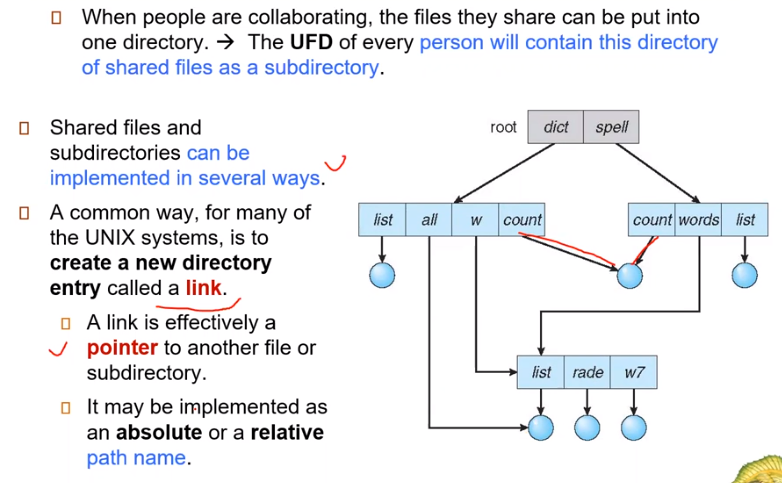 When people are collaborating, the files they share can be put into
one directory. → The UFD of every person will contain this directory
of shared files as a subdirectory.
Shared files and
subdirectories can be
implemented in several ways.
A common way, for many of
the UNIX systems, is to
create a new directory
entry called a link.
A link is effectively a
pointer to another file or
subdirectory.
It may be implemented as
an absolute or a relative
path name.
root dict spell
list all w count count words list
list rade w7